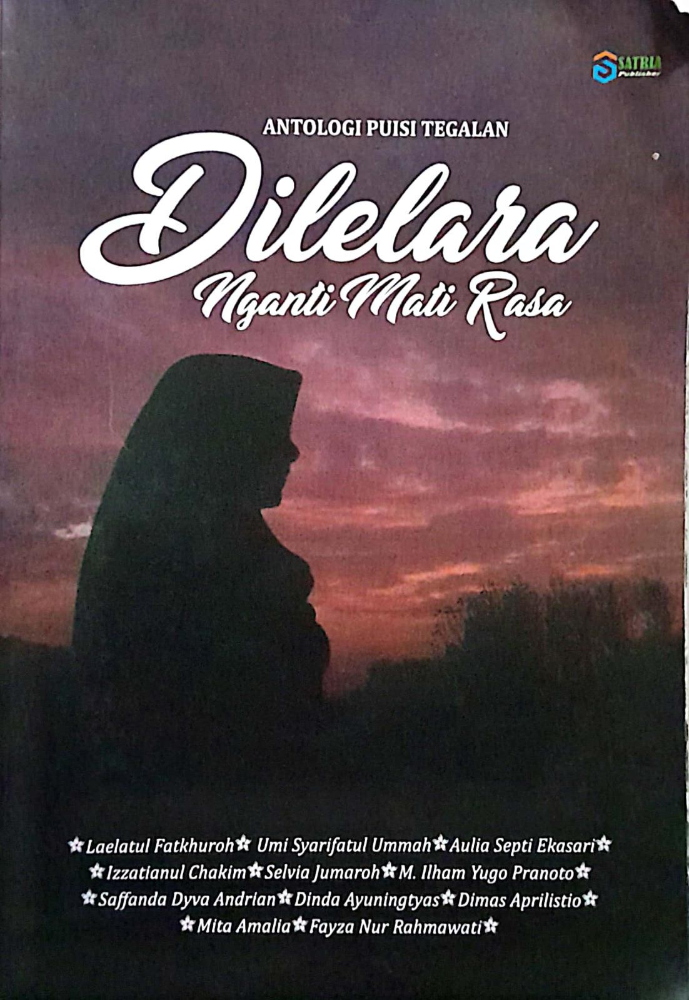 SATRIA
Publisher
ANTOLOGI PUISI TEGALAN
Dilelara
Nganti Mati Rasa
Laelatul Fatkhuroh Umi Syarifatul Ummah Aulia Septi Ekasari
Izzatianul Chakim Selvia Jumaroh M. Ilham Yugo Pranoto
Saffanda Dyva Andrian Dinda Ayuningtyas Dimas Aprilistio
Mita Amalia Fayza Nur Rahmawati